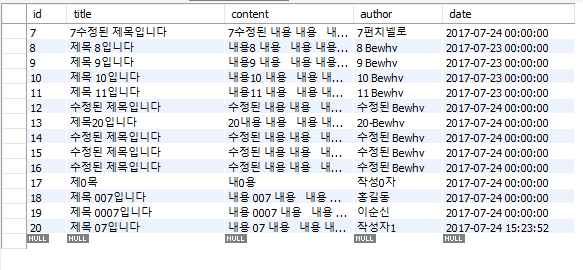 id title content author date
7 7수정된 제목입니다 7수정된 내용 내용   내... 7펀치넬로 2017-07-24 00:00:00
8 제목 8입니다 내용8 내용   내용 내용... 8 Bewhv 2017-07-23 00:00:00
9 제목 9입니다 내용9 내용   내용 내용... 9 Bewhv 2017-07-23 00:00:00
10 제목 10입니다 내용10 내용   내용 내... 10 Bewhv 2017-07-23 00:00:00
11 제목 11입니다 내용11 내용   내용 내... 11 Bewhv 2017-07-23 00:00:00
12 수정된 제목입니다 수정된 내용 내용   내... 수정된 Bewhv 2017-07-24 00:00:00
13 제목20입니다 20내용 내용   내용 내... 20-Bewhv 2017-07-24 00:00:00
14 수정된 제목입니다 수정된 내용 내용   내... 수정된 Bewhv 2017-07-24 00:00:00
15 수정된 제목입니다 수정된 내용 내용   내... 수정된 Bewhv 2017-07-24 00:00:00
16 수정된 제목입니다 수정된 내용 내용   내... 수정된 Bewhv 2017-07-24 00:00:00
17 제0목 내0용 작성0자 2017-07-24 00:00:00
18 제목 007입니다 내용 007 내용   내용 ... 홍길동 2017-07-24 00:00:00
19 제목 0007입니다 내용 0007 내용   내용... 이순신 2017-07-24 00:00:00
20 제목 07입니다 내용 07 내용   내용 내... 작성자1 2017-07-24 15:23:52
NULL NULL NULL NULL NULL